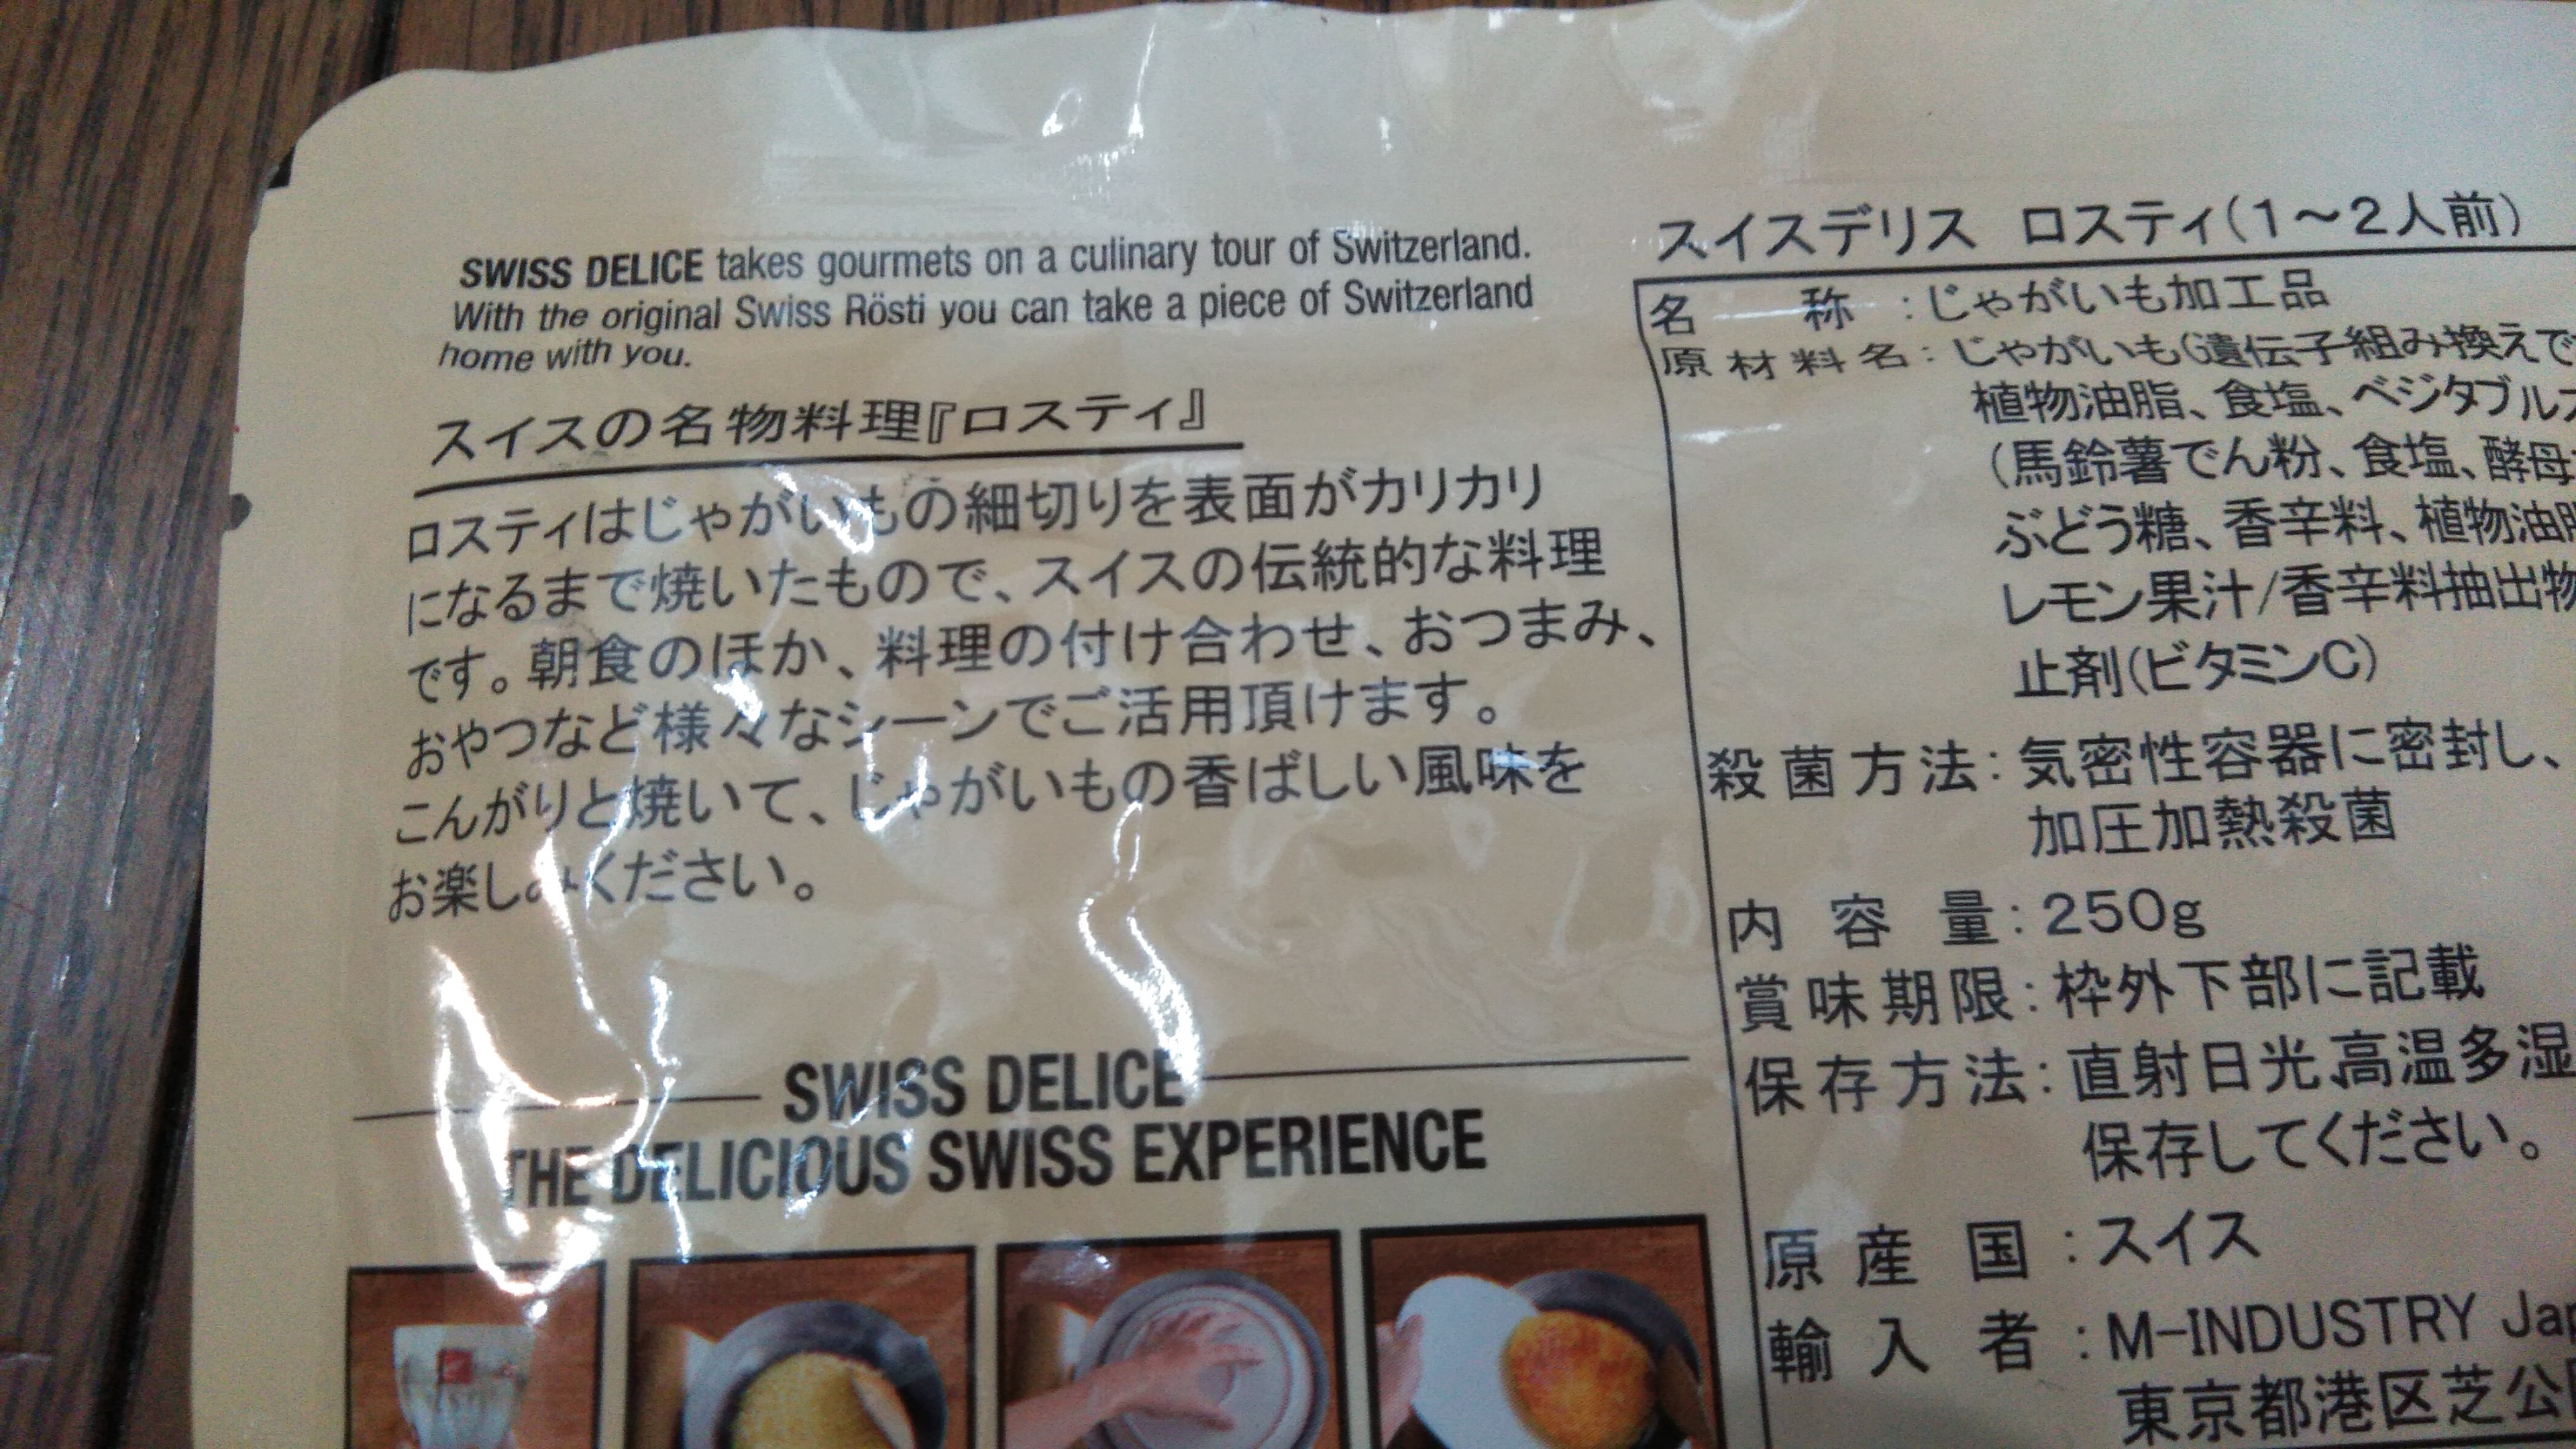 SWISS DELICE takes gourmets on a culinary tour of Switzerland.
With the original Swiss Rösti you can take a piece of Switzerland
home with you.
スイスの名物料理『ロスティ』
ロスティはじゃがいもの細切りを表面がカリカリ
になるまで焼いたもので、スイスの伝統的な料理
です。朝食のほか、料理の付け合わせ、おつまみ、
おやつなど様々なシーンでご活用頂けます。
こんがりと焼いて、じゃがいもの香ばしい風味を
お楽しみください。
SWISS DELICE
THE DELICIOUS SWISS EXPERIENCE
スイスデリス ロスティ(1～2人前)
名称:じゃがいも加工品
原材料名:じゃがいも(遺伝子組み換えで
植物油脂、食塩、ベジタブル
(馬鈴薯でん粉、食塩、酵母
ぶどう糖、香辛料、植物油脂
レモン果汁/香辛料抽出物
止剤(ビタミンC)
殺菌方法:気密性容器に密封し、
加圧加熱殺菌
内容量:250g
賞味期限:枠外下部に記載
保存方法:直射日光、高温多湿
保存してください。
原産国:スイス
輸入者:M-INDUSTRY Jap
東京都港区芝公